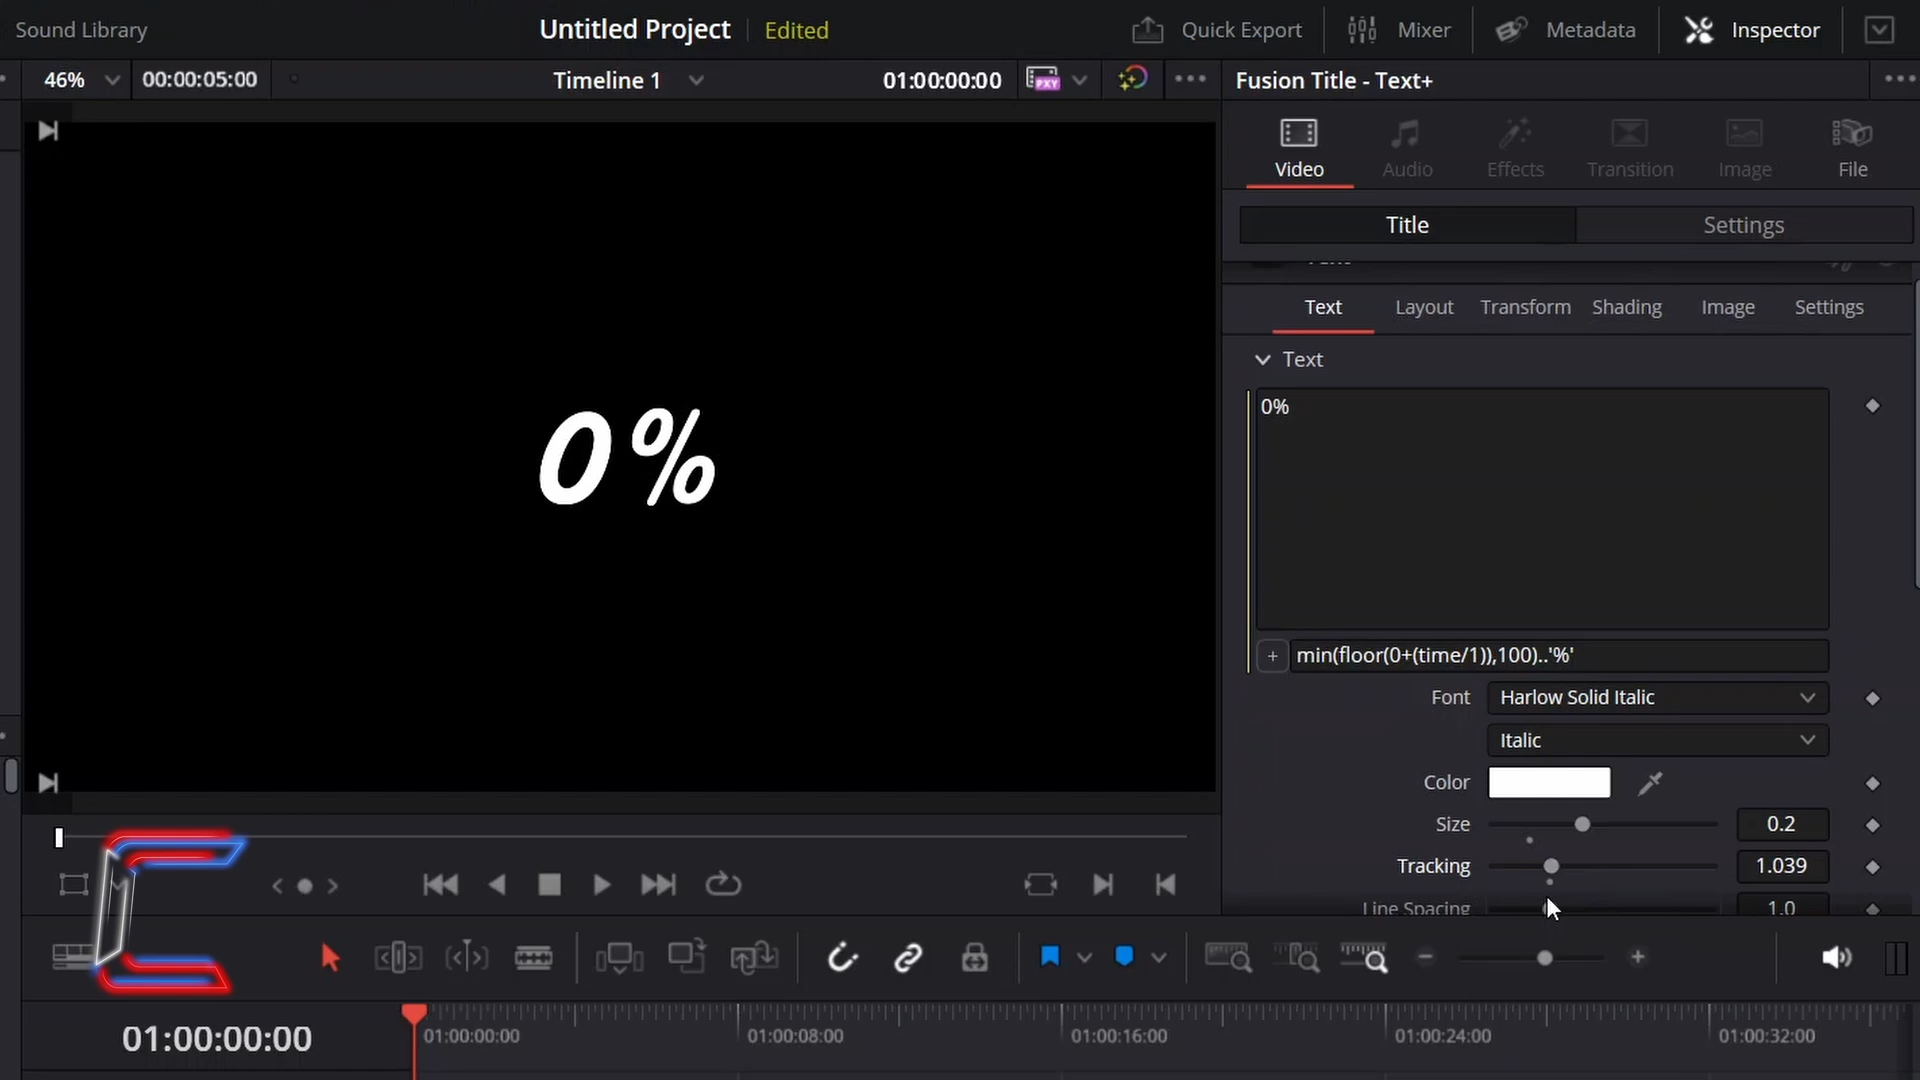 Sound Library
Untitled Project
Edited
Quick Export
Mixer
Metadata
Inspector
46%
00:00:05:00
Timeline 1
01:00:00:00
PXY
Fusion Title - Text+
Video
Audio
Effects
Transition
Image
File
Title
Settings
Text
Layout
Transform
Shading
Image
Settings
Text
0%
0%
min(floor(0+(time/1)),100)..'%'
Font
Harlow Solid Italic
Italic
Color
Size
0.2
Tracking
1.039
Line Spacing
1.0
01:00:00:00
01:00:00:00
01:00:08:00
01:00:16:00
01:00:24:00
01:00:32:00